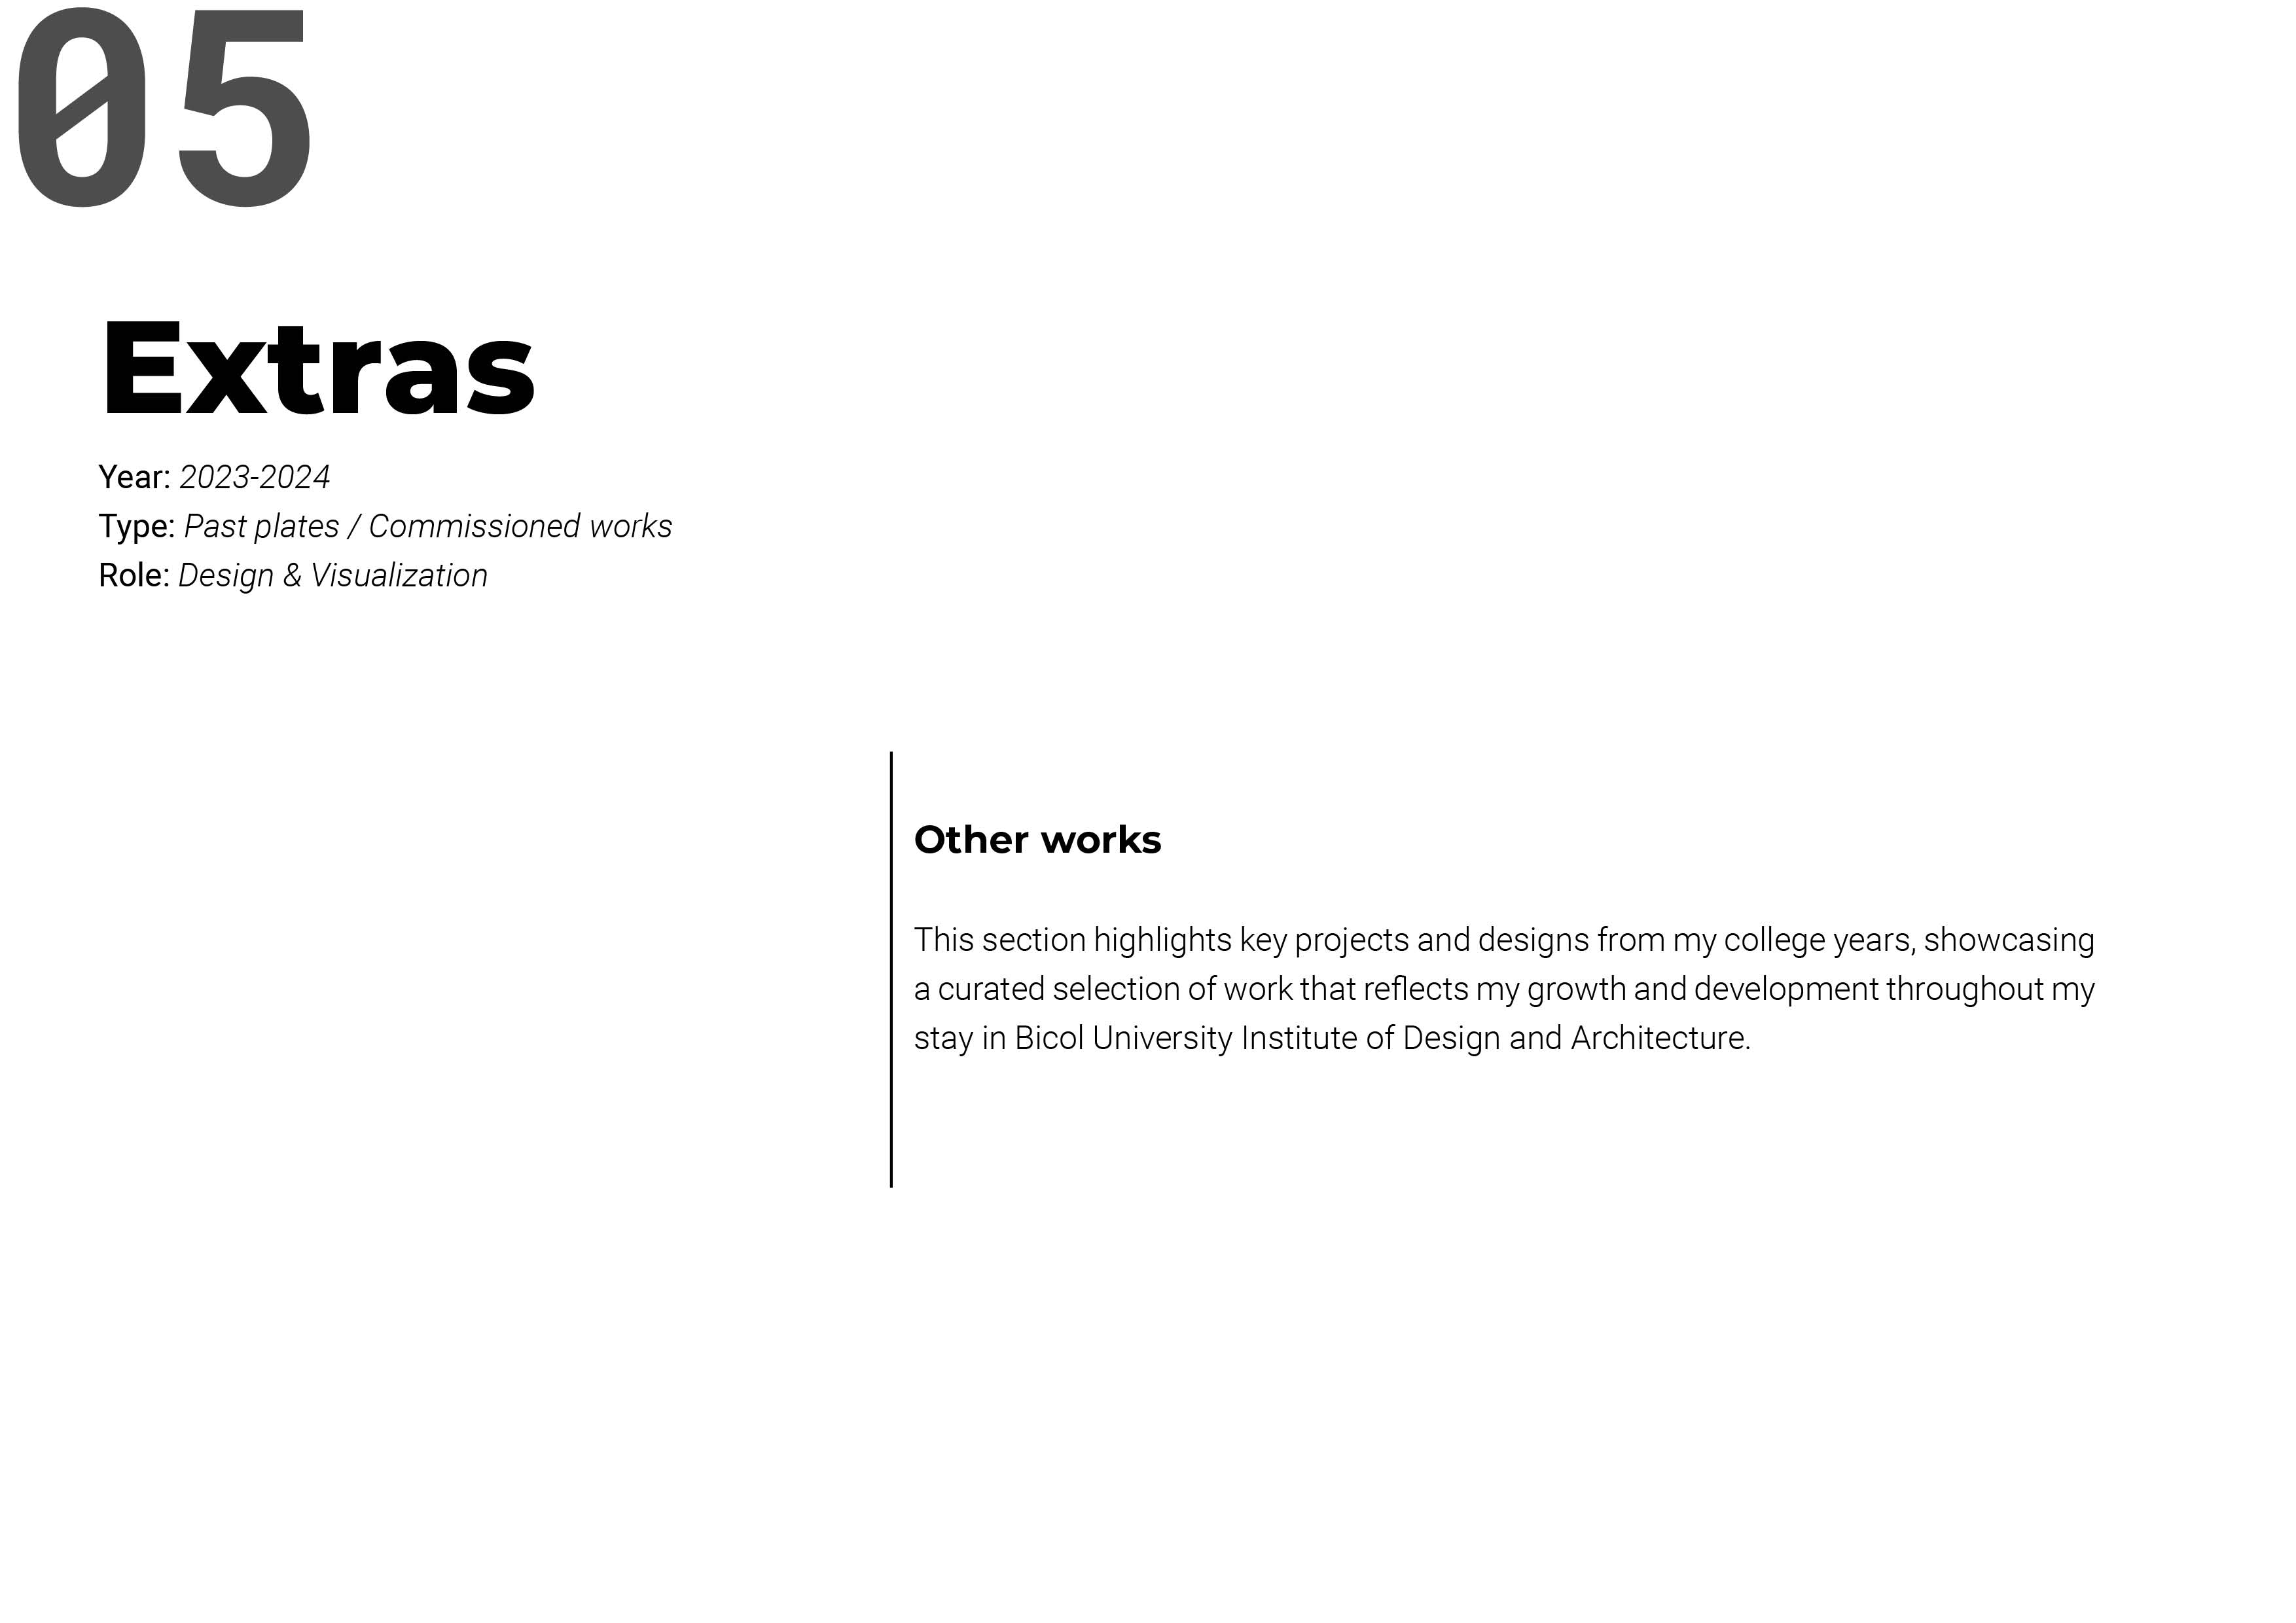 05
Extras
Year: 2023-2024
Type: Past plates / Commissioned works
Role: Design & Visualization
Other works
This section highlights key projects and designs from my college years, showcasing
a curated selection of work that reflects my growth and development throughout my
stay in Bicol University Institute of Design and Architecture.